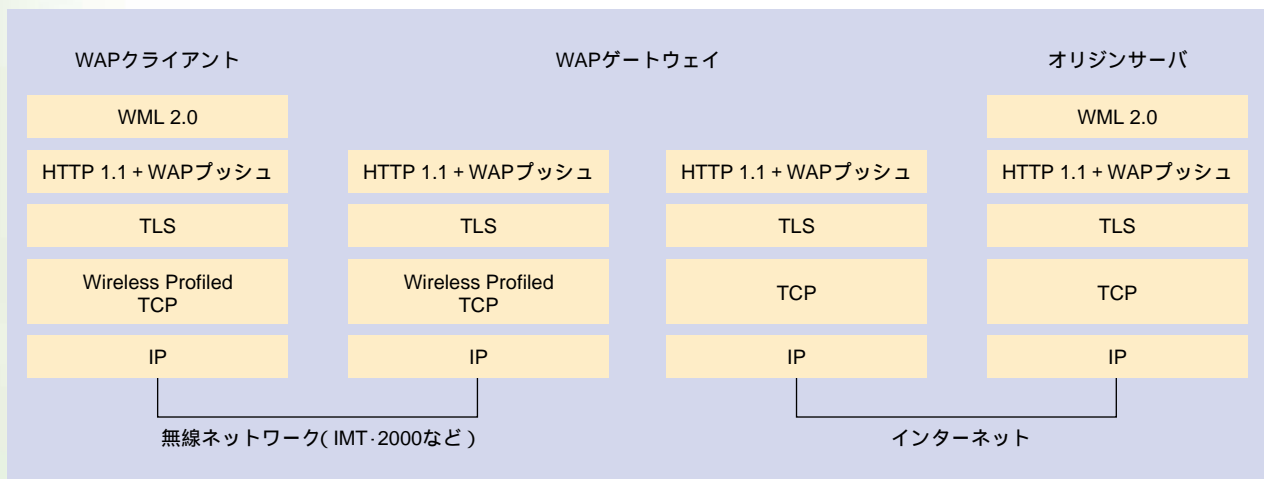 WAPクライアント WAPゲートウェイ オリジンサーバ
WML 2.0 WML 2.0
HTTP 1.1 + WAPプッシュ HTTP 1.1 + WAPプッシュ HTTP 1.1 + WAPプッシュ HTTP 1.1 + WAPプッシュ
TLS TLS TLS TLS
Wireless Profiled
TCP
Wireless Profiled
TCP
TCP TCP
IP IP IP IP
無線ネットワーク( IMT·2000など ) インターネット